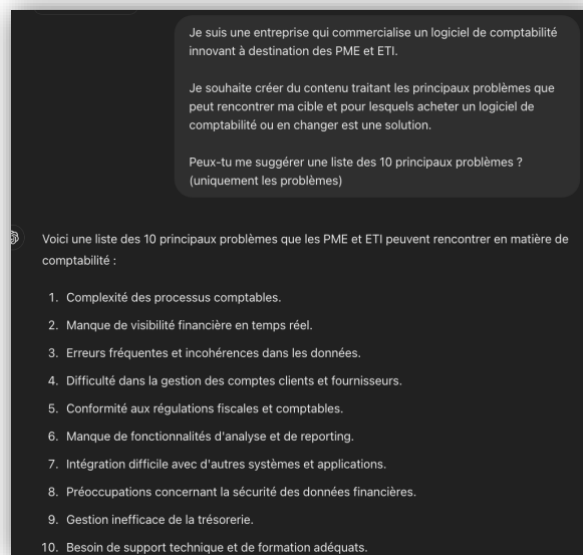 Je suis une entreprise qui commercialise un logiciel de comptabilité
innovant à destination des PME et ETI.
Je souhaite créer du contenu traitant les principaux problèmes que
peut rencontrer ma cible et pour lesquels acheter un logiciel de
comptabilité ou en changer est une solution.
Peux-tu me suggérer une liste des 10 principaux problèmes ?
(uniquement les problèmes)
Voici une liste des 10 principaux problèmes que les PME et ETI peuvent rencontrer en matière de
comptabilité :
1. Complexité des processus comptables.
2. Manque de visibilité financière en temps réel.
3. Erreurs fréquentes et incohérences dans les données.
4. Difficulté dans la gestion des comptes clients et fournisseurs.
5. Conformité aux régulations fiscales et comptables.
6. Manque de fonctionnalités d'analyse et de reporting.
7. Intégration difficile avec d'autres systèmes et applications.
8. Préoccupations concernant la sécurité des données financières.
9. Gestion inefficace de la trésorerie.
10. Besoin de support technique et de formation adéquats.